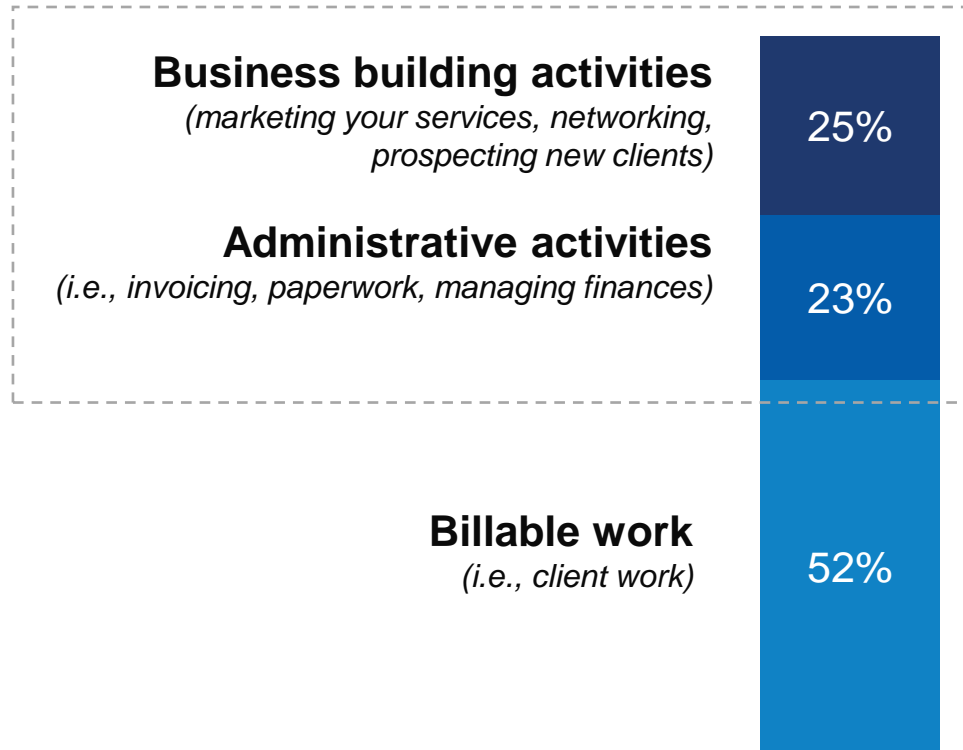 Business building activities
(marketing your services, networking,
prospecting new clients)
25%
Administrative activities
(i.e., invoicing, paperwork, managing finances)
23%
Billable work
(i.e., client work)
52%